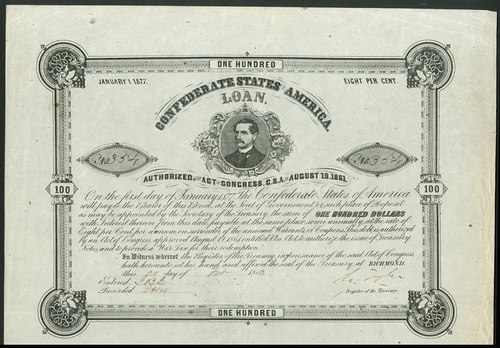 ONE HUNDRED
JANUARY 1, 1877.
EIGHT PER CENT.
CONFEDERATE STATES AMERICA.
LOAN.
No. 354
No. 354
AUTHORIZED ACT OF CONGRESS, C.S.A. AUGUST 19, 1861.
100
100
On the first day of January 1877 the Confederate States of America
will pay to the Bearer of this Bond, at the seat of Government or such place of deposit
as may be appointed by the Secretary of the Treasury, the sum of ONE HUNDRED DOLLARS
with Interest thereon from this date, payable at the same place semi annually, at the rate of
Eight per Cent. per annum, on surrender of the annexed Warrants or Coupons. This debt is authorized
by an Act of Congress, approved August 19, 1861, entitled An Act to authorize the issue of Treasury
Notes, and to provide a War Tax for their redemption.
In Witness whereof, the Register of the Treasury, in pursuance of the said Act of Congress
hath hereunto set his hand, and affixed the seal of the Treasury, at RICHMOND,
this day of 186
Entered
Recorded
Register of the Treasury
ONE HUNDRED